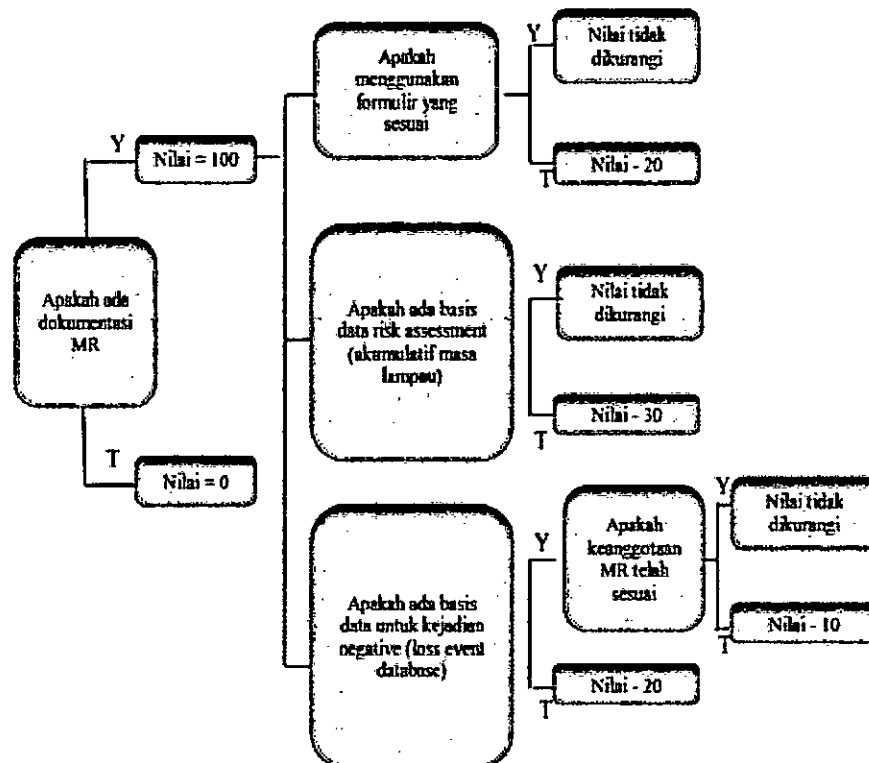 Apakah ada
dokumentasi
MR
Y
Nilai = 100
T
Nilai = 0
Apakah
menggunakan
formulir yang
sesuai
Y
Nilai tidak
dikurangi
T
Nilai - 20
Apakah ada basis
data risk assessment
(akumulatif masa
lampau)
Y
Nilai tidak
dikurangi
T
Nilai - 30
Apakah ada basis
data untuk kejadian
negative (loss event
database)
Y
Apakah
keanggotaan
MR telah
sesuai
Y
Nilai tidak
dikurangi
T
Nilai - 10
T
Nilai - 20